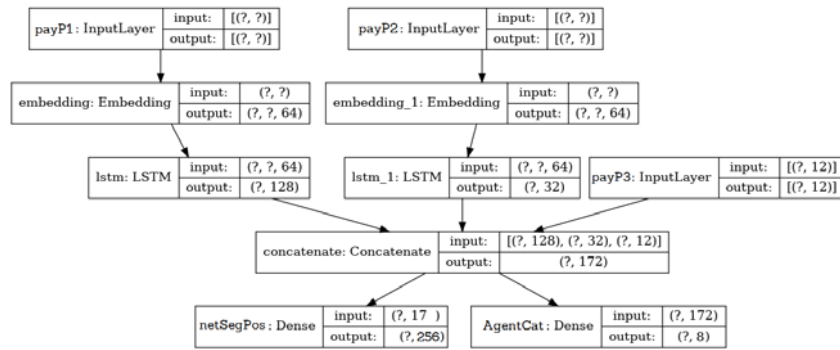 payP1: InputLayer input: [(?, ?)]
output: [(?, ?)]
payP2: InputLayer input: [(?, ?)]
output: [(?, ?)]
embedding: Embedding input: (?, ?)
output: (?, ?, 64)
embedding_1: Embedding input: (?, ?)
output: (?, ?, 64)
lstm: LSTM input: (?, ?, 64)
output: (?, 128)
lstm_1: LSTM input: (?, ?, 64)
output: (?, 32)
payP3: InputLayer input: [(?, 12)]
output: [(?, 12)]
concatenate: Concatenate input: [(?, 128), (?, 32), (?, 12)]
output: (?, 172)
netSegPos : Dense input: (?, 17 )
output: (?, 256)
AgentCat : Dense input: (?, 172)
output: (?, 8)